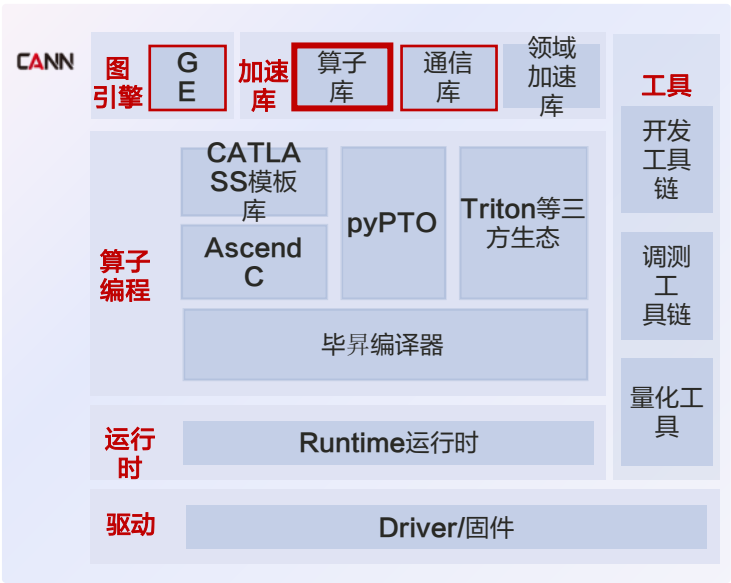 CANN
图
引擎
G
E
加速
库
算子
库
通信
库
领域
加速
库
工具
开发
工具
链
调测
工
具链
量化工
具
算子
编程
CATLA
SS模板
库
Ascend
C
pyPTO
Triton等三
方生态
毕昇编译器
运行
时
Runtime运行时
驱动
Driver/固件